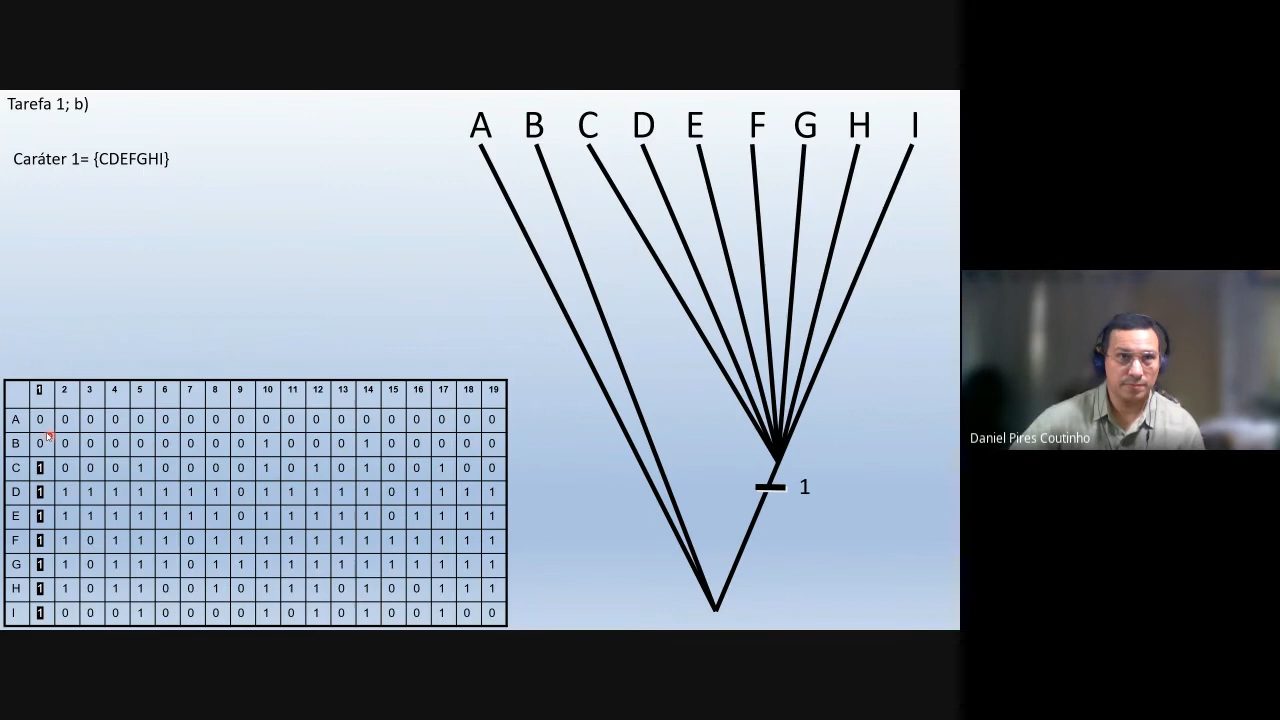 Tarefa 1; b)
Caráter 1= {CDEFGHI}
A B C D E F G H I
1
1 2 3 4 5 6 7 8 9 10 11 12 13 14 15 16 17 18 19
A 0 0 0 0 0 0 0 0 0 0 0 0 0 0 0 0 0 0 0
B 0 0 0 0 0 0 0 0 0 1 0 0 0 1 0 0 0 0 0
C 1 0 0 0 1 0 0 0 0 1 0 1 0 1 0 0 1 0 0
D 1 1 1 1 1 1 1 1 0 1 1 1 1 1 0 1 1 1 1
E 1 1 1 1 1 1 1 1 0 1 1 1 1 1 0 1 1 1 1
F 1 1 0 1 1 1 0 1 1 1 1 1 1 1 1 1 1 1 1
G 1 1 0 1 1 1 0 1 1 1 1 1 1 1 1 1 1 1 1
H 1 1 0 1 1 0 0 1 0 1 1 1 0 1 0 0 1 1 1
I 1 0 0 0 1 0 0 0 0 1 0 1 0 1 0 0 1 0 0
Daniel Pires Coutinho